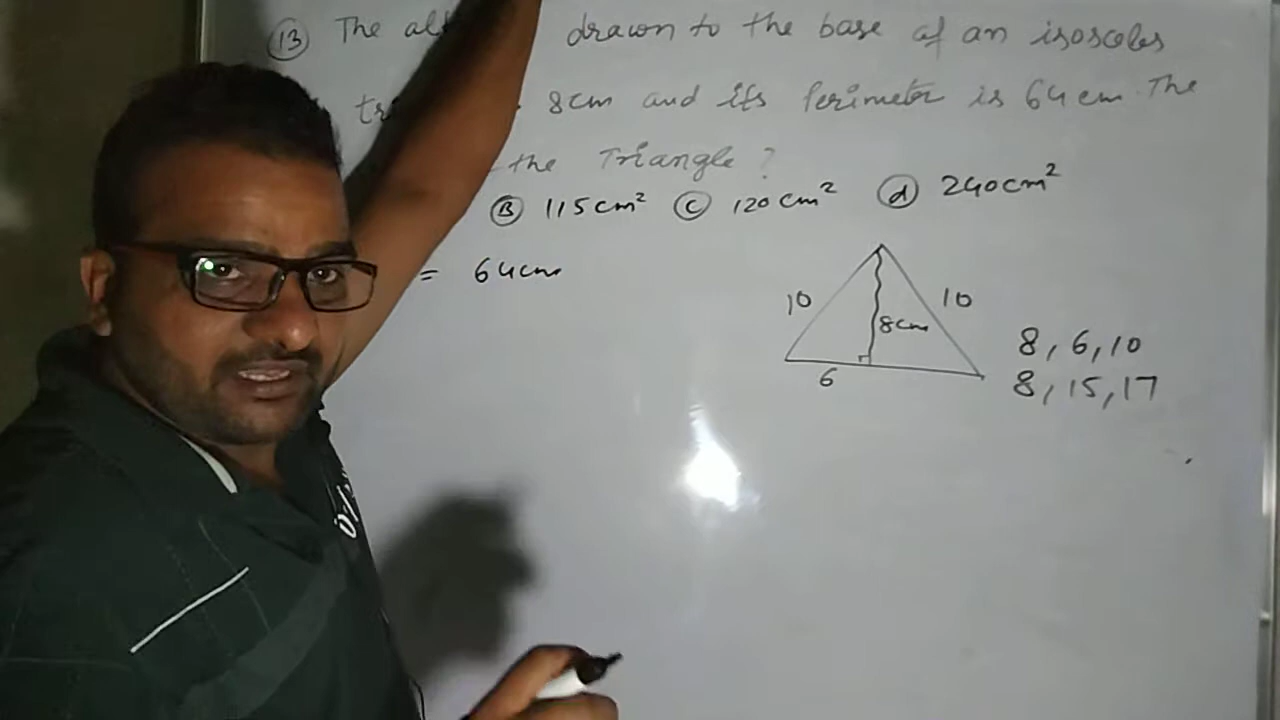 13 The alt drawn to the base of an isosceles
tr 8cm and its Perimeter is 64cm The
the Triangle ?
B 115cm² C 120cm² d 240cm²
= 64cm
10 10
8cm
6
8, 6, 10
8, 15, 17